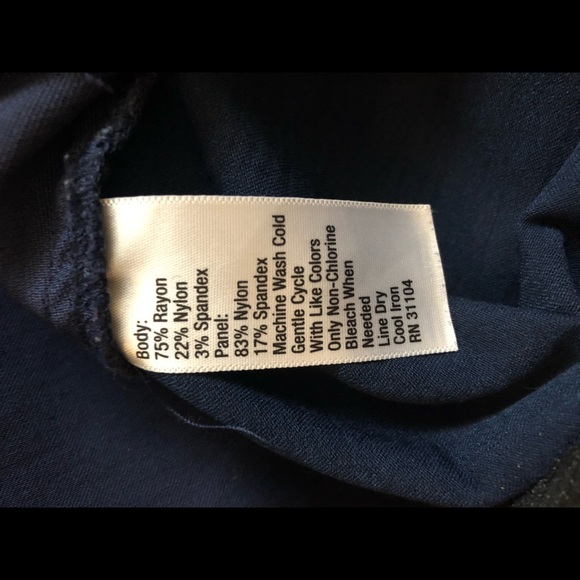 Body:
75% Rayon
22% Nylon
3% Spandex
Panel:
83% Nylon
17% Spandex
Machine Wash Cold
Gentle Cycle
With Like Colors
Only Non-Chlorine
Bleach When
Needed
Line Dry
Cool Iron
RN 31104